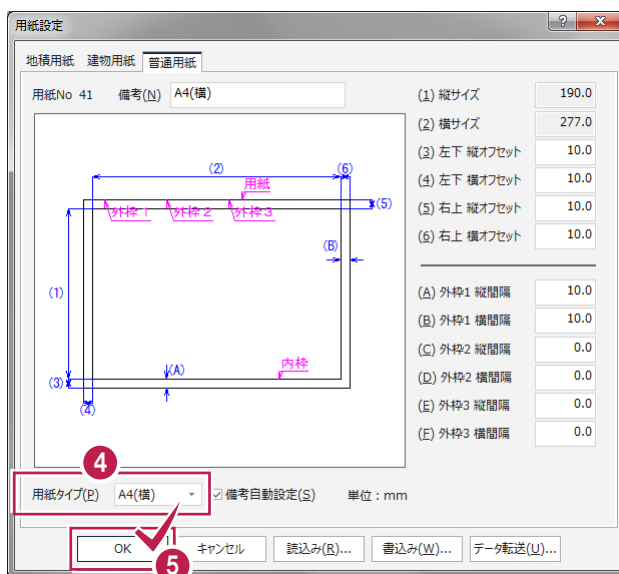 用紙設定
地積用紙 建物用紙 普通用紙
用紙No 41 備考(N) A4(横)
(1) 縦サイズ 190.0
(2) 横サイズ 277.0
(3) 左下 縦オフセット 10.0
(4) 左下 横オフセット 10.0
(5) 右上 縦オフセット 10.0
(6) 右上 横オフセット 10.0
(A) 外枠1 縦間隔 10.0
(B) 外枠1 横間隔 10.0
(C) 外枠2 縦間隔 0.0
(D) 外枠2 横間隔 0.0
(E) 外枠3 縦間隔 0.0
(F) 外枠3 横間隔 0.0
(2) (6)
用紙
外枠1 外枠2 外枠3 (5)
(B)
(1)
(A) 内枠
(3)
(4)
4
用紙タイプ(P) A4(横) 備考自動設定(S) 単位:mm
OK キャンセル 読込み(R)... 書込み(W)... データ転送(U)...
5